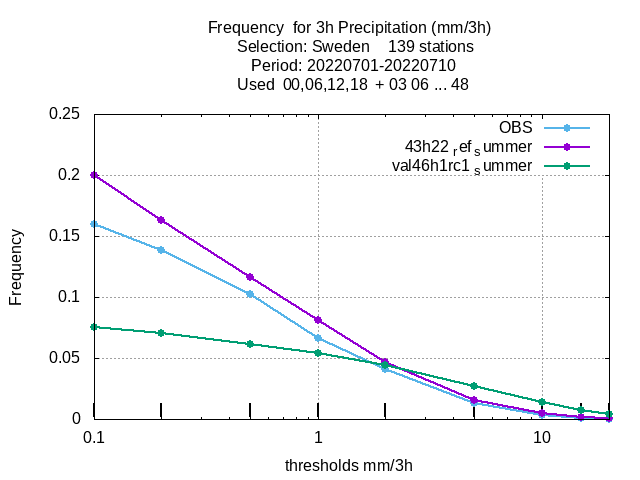 Frequency  for 3h Precipitation (mm/3h)
Selection: Sweden    139 stations
Period: 20220701-20220710
Used  00,06,12,18  + 03 06 ... 48
0.25
0.2
0.15
0.1
0.05
0
Frequency
OBS
43h22 ref summer
val46h1rc1 summer
0.1
1
10
thresholds mm/3h